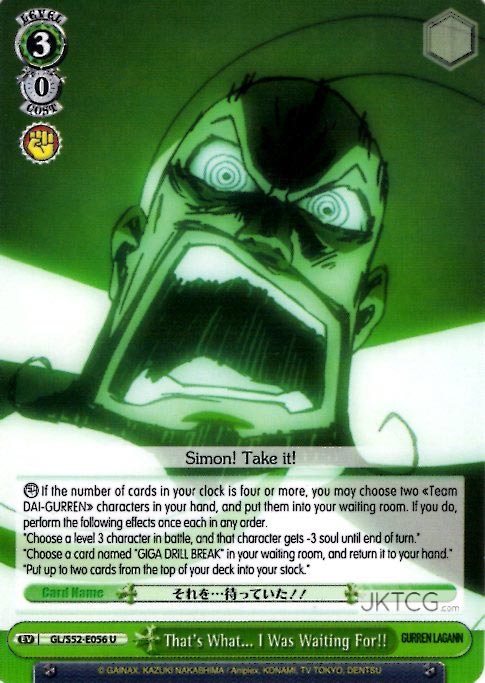 LEVEL
3
0
COST
Simon! Take it!
If the number of cards in your clock is four or more, you may choose two «Team
DAI-GURREN» characters in your hand, and put them into your waiting room. If you do,
perform the following effects once each in any order.
"Choose a level 3 character in battle, and that character gets -3 soul until end of turn."
"Choose a card named "GIGA DRILL BREAK" in your waiting room, and return it to your hand."
"Put up to two cards from the top of your deck into your stock."
Card Name それを…待っていた!!
JKTCG.com
EV GL/S52-E056 U That's What... I Was Waiting For!! GURREN LAGANN
© GAINAX, KAZUKI NAKASHIMA / Aniplex, KONAMI, TV TOKYO, DENTSU